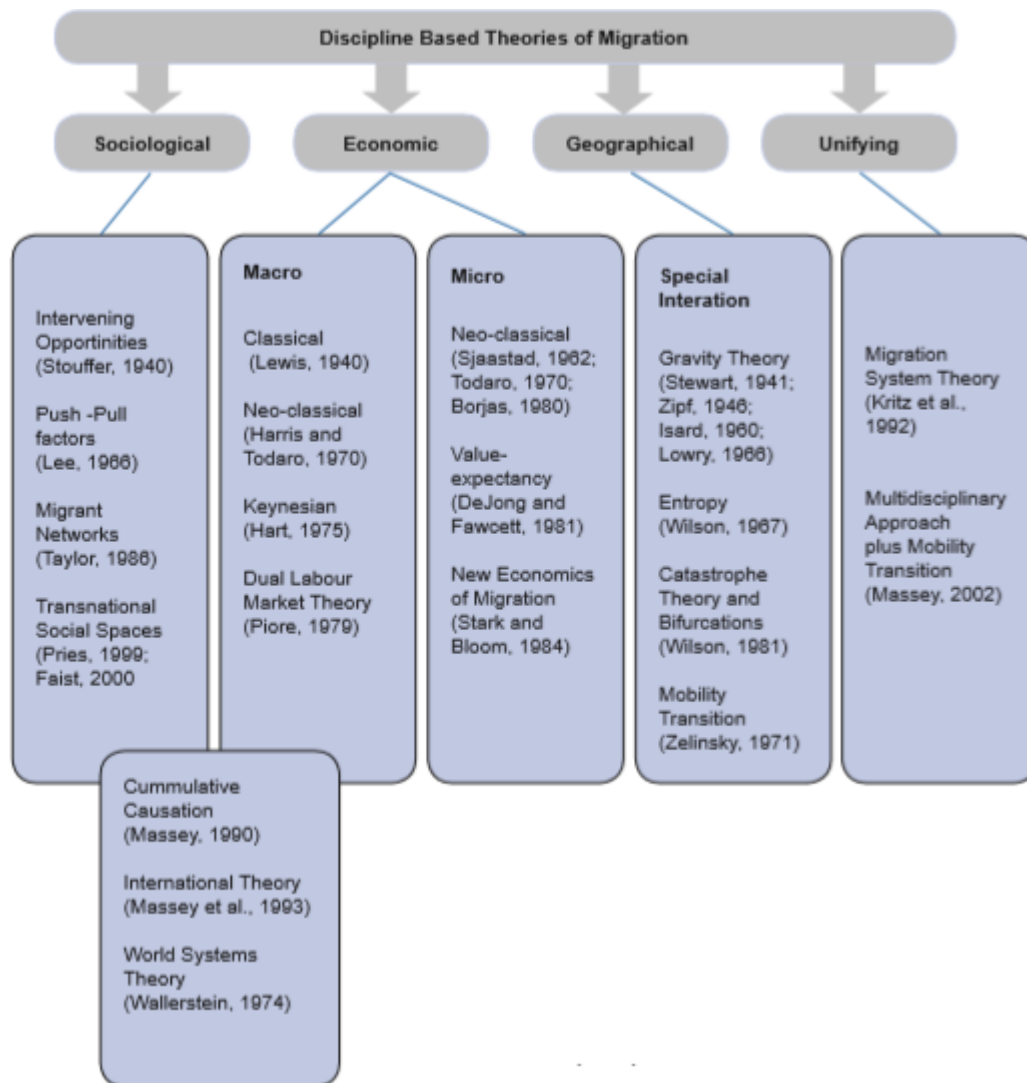 Discipline Based Theories of Migration
Sociological
Economic
Geographical
Unifying
Intervening
Opportinities
(Stouffer, 1940)
Push -Pull
factors
(Lee, 1966)
Migrant
Networks
(Taylor, 1986)
Transnational
Social Spaces
(Pries, 1999;
Faist, 2000
Macro
Classical
(Lewis, 1940)
Neo-classical
(Harris and
Todaro, 1970)
Keynesian
(Hart, 1975)
Dual Labour
Market Theory
(Piore, 1979)
Micro
Neo-classical
(Sjaastad, 1962;
Todaro, 1970;
Borjas, 1980)
Value-
expectancy
(DeJong and
Fawcett, 1981)
New Economics
of Migration
(Stark and
Bloom, 1984)
Special
Interation
Gravity Theory
(Stewart, 1941;
Zipf, 1946;
Isard, 1960;
Lowry, 1966)
Entropy
(Wilson, 1967)
Catastrophe
Theory and
Bifurcations
(Wilson, 1981)
Mobility
Transition
(Zelinsky, 1971)
Migration
System Theory
(Kritz et al.,
1992)
Multidisciplinary
Approach
plus Mobility
Transition
(Massey, 2002)
Cummulative
Causation
(Massey, 1990)
International Theory
(Massey et al., 1993)
World Systems
Theory
(Wallerstein, 1974)